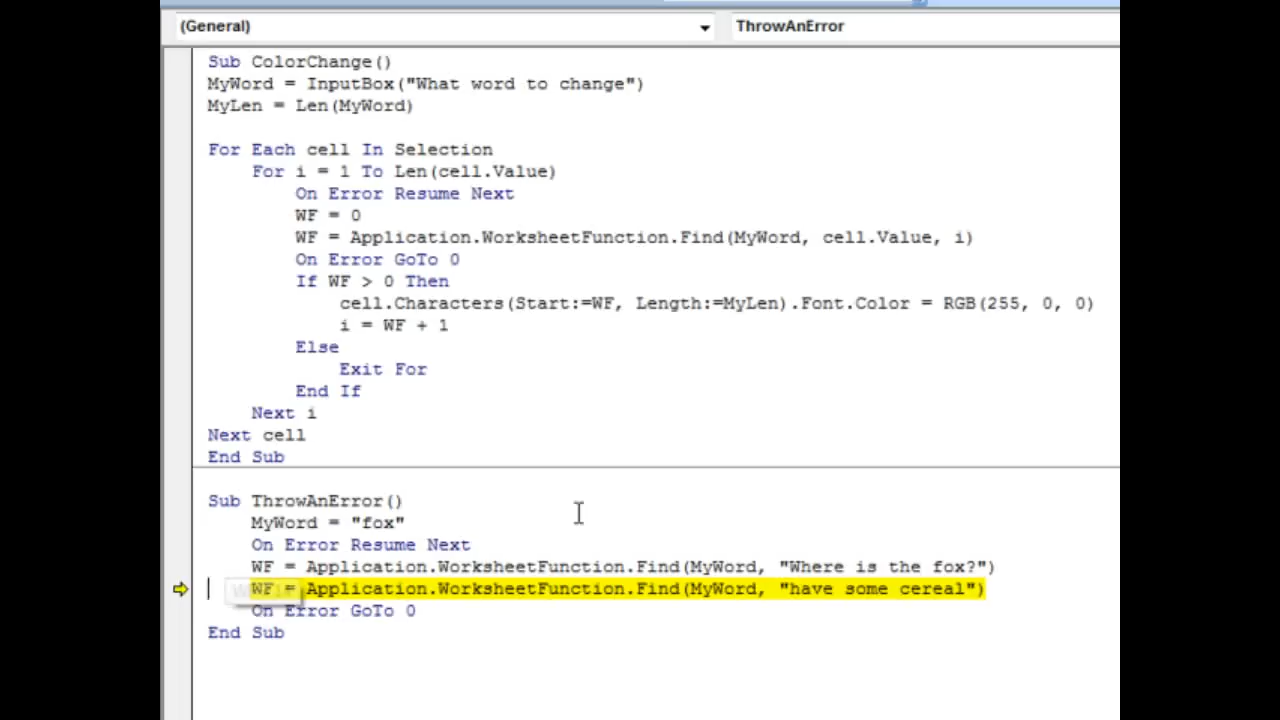 (General) ThrowAnError
Sub ColorChange()
MyWord = InputBox("What word to change")
MyLen = Len(MyWord)
For Each cell In Selection
For i = 1 To Len(cell.Value)
On Error Resume Next
WF = 0
WF = Application.WorksheetFunction.Find(MyWord, cell.Value, i)
On Error GoTo 0
If WF > 0 Then
cell.Characters(Start:=WF, Length:=MyLen).Font.Color = RGB(255, 0, 0)
i = WF + 1
Else
Exit For
End If
Next i
Next cell
End Sub
Sub ThrowAnError()
MyWord = "fox"
On Error Resume Next
WF = Application.WorksheetFunction.Find(MyWord, "Where is the fox?")
WF = Application.WorksheetFunction.Find(MyWord, "have some cereal")
On Error GoTo 0
End Sub